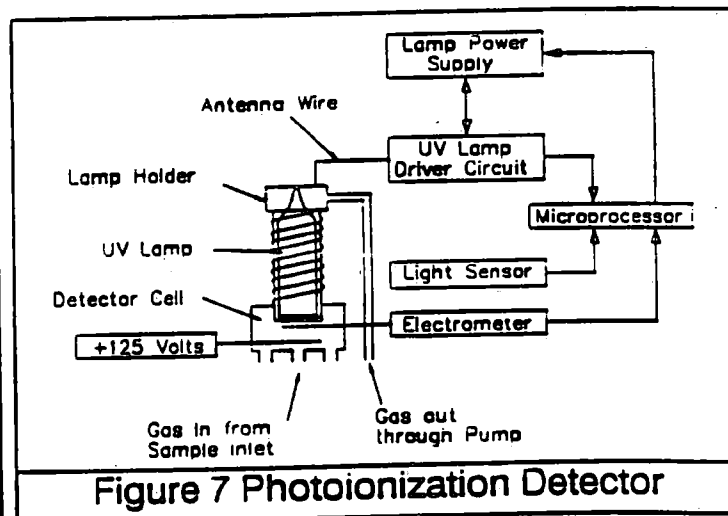 Lamp Power
Supply
Antenna Wire
UV Lamp
Driver Circuit
Lamp Holder
Microprocessor
UV Lamp
Light Sensor
Detector Cell
Electrometer
+125 Volts
Gas In from
Sample Inlet
Gas out
through Pump
Figure 7 Photoionization Detector